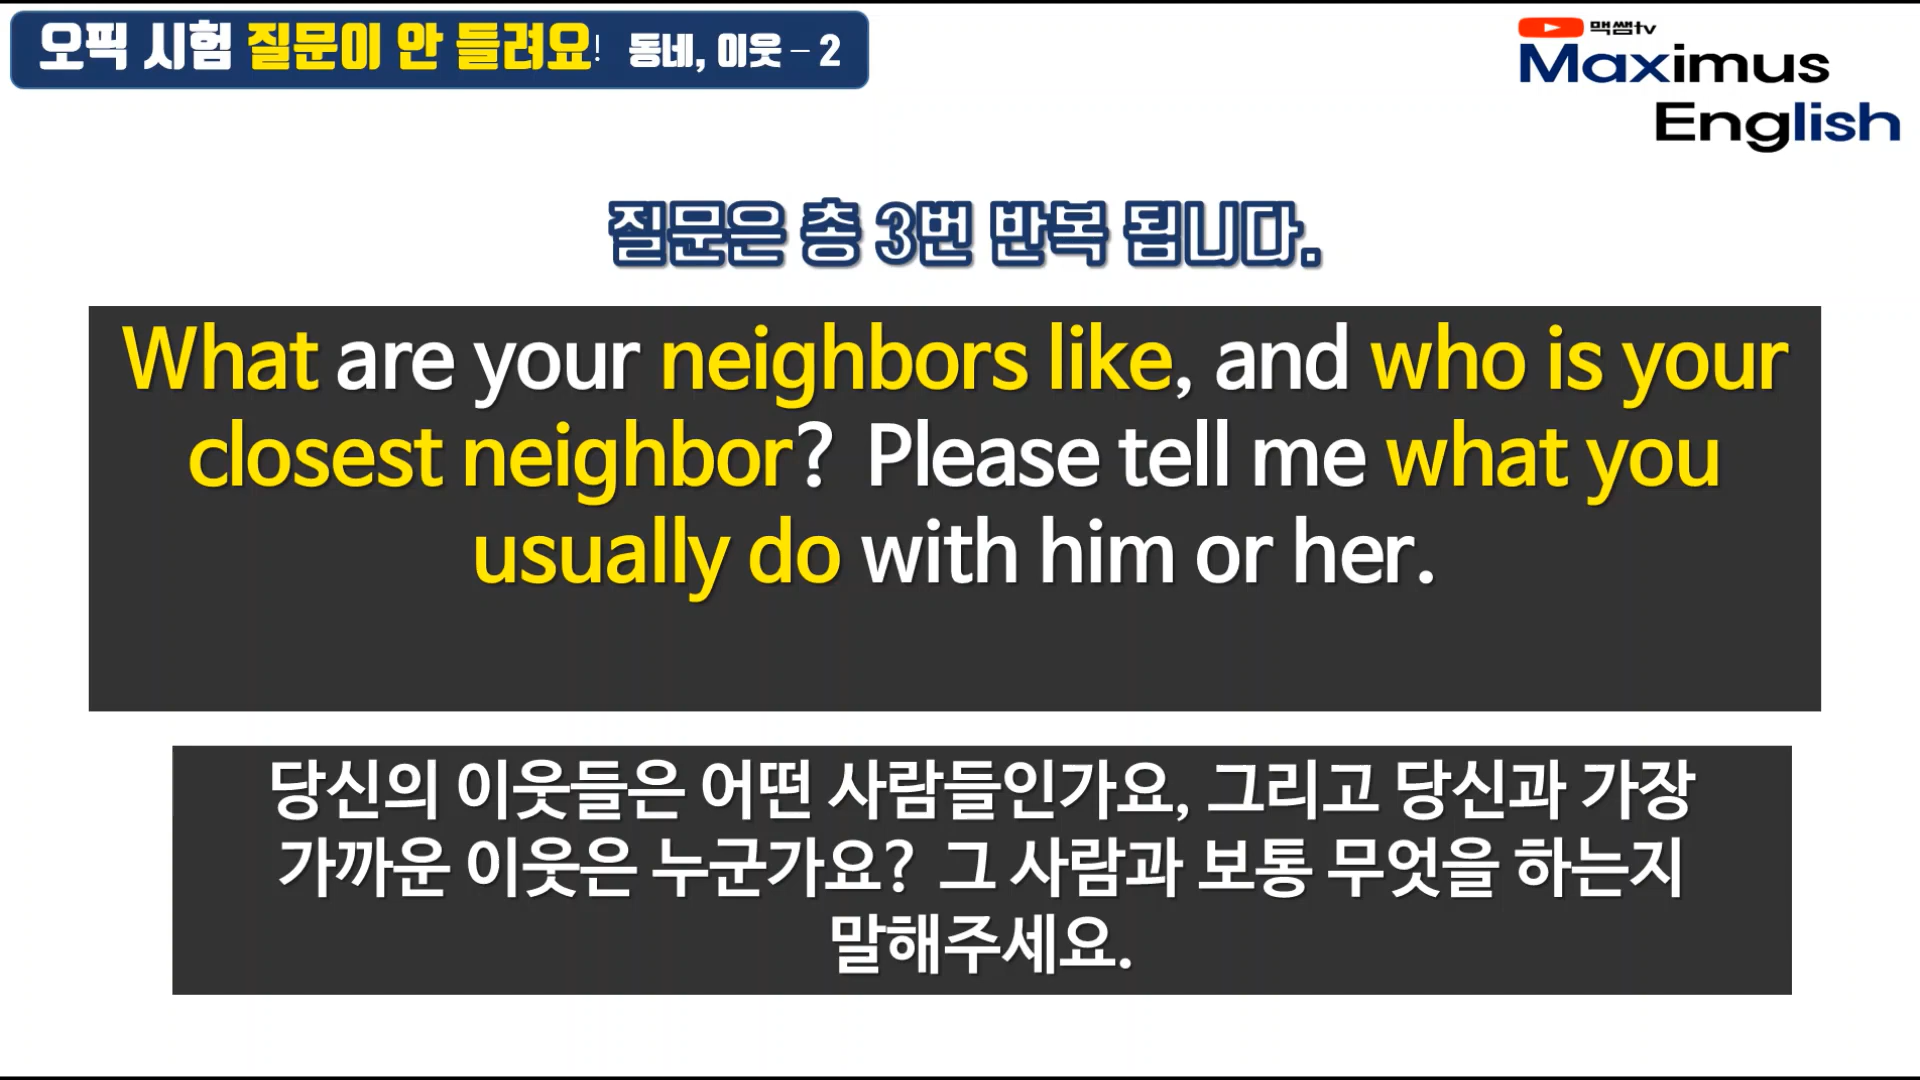 오픽 시험 질문이 안 들려요! 동네, 이웃 – 2
맥쌤tv
Maximus
English
질문은 총 3번 반복 됩니다.
What are your neighbors like, and who is your
closest neighbor? Please tell me what you
usually do with him or her.
당신의 이웃들은 어떤 사람들인가요, 그리고 당신과 가장
가까운 이웃은 누군가요? 그 사람과 보통 무엇을 하는지
말해주세요.